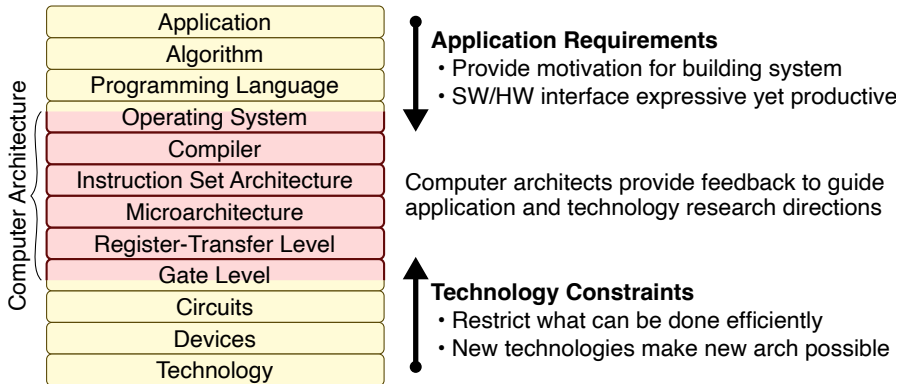 Computer Architecture
Application
Algorithm
Programming Language
Operating System
Compiler
Instruction Set Architecture
Microarchitecture
Register-Transfer Level
Gate Level
Circuits
Devices
Technology
Application Requirements
• Provide motivation for building system
• SW/HW interface expressive yet productive
Computer architects provide feedback to guide
application and technology research directions
Technology Constraints
• Restrict what can be done efficiently
• New technologies make new arch possible